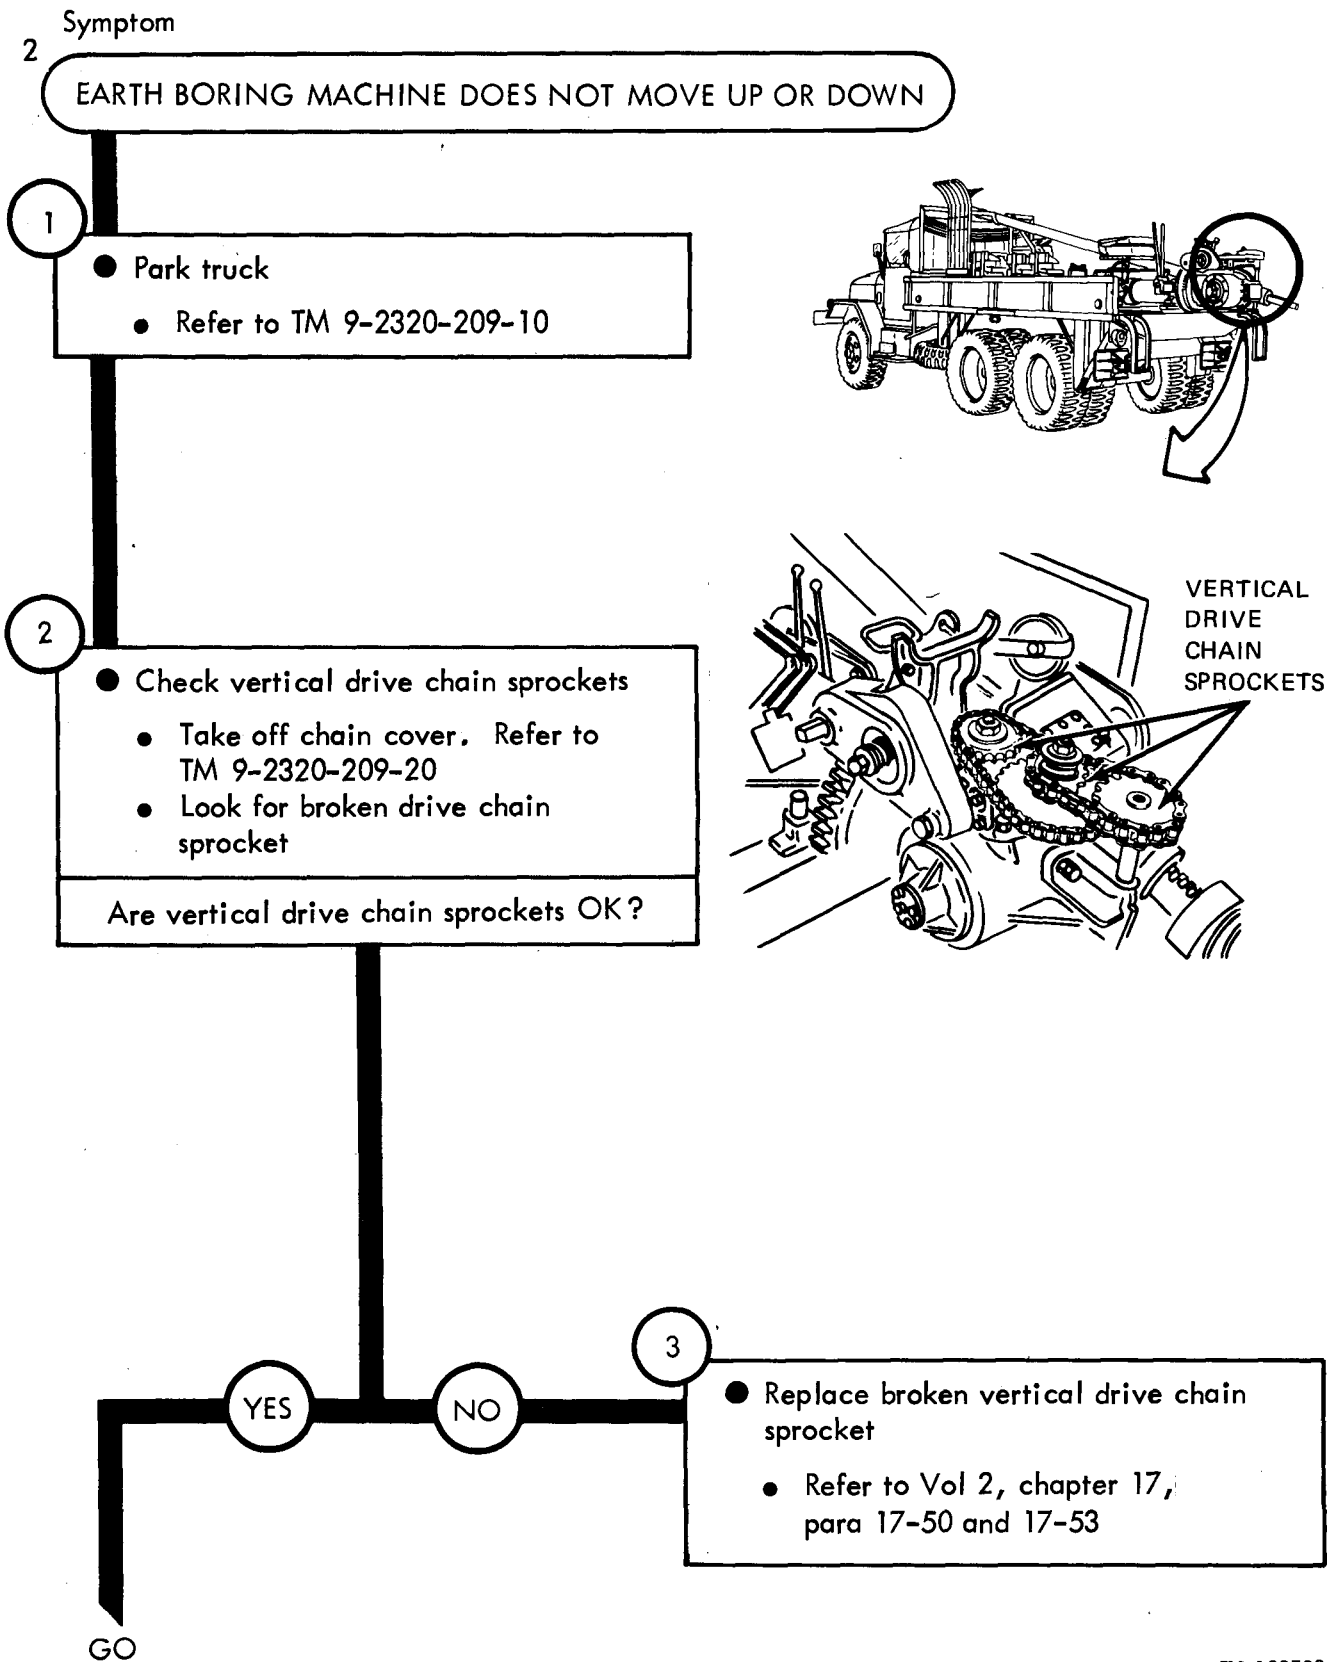 Symptom
2
EARTH BORING MACHINE DOES NOT MOVE UP OR DOWN
1
● Park truck
● Refer to TM 9-2320-209-10
2
● Check vertical drive chain sprockets
● Take off chain cover. Refer to
TM 9-2320-209-20
● Look for broken drive chain
sprocket
Are vertical drive chain sprockets OK?
VERTICAL
DRIVE
CHAIN
SPROCKETS
YES
NO
3
● Replace broken vertical drive chain
sprocket
● Refer to Vol 2, chapter 17,
para 17-50 and 17-53
GO